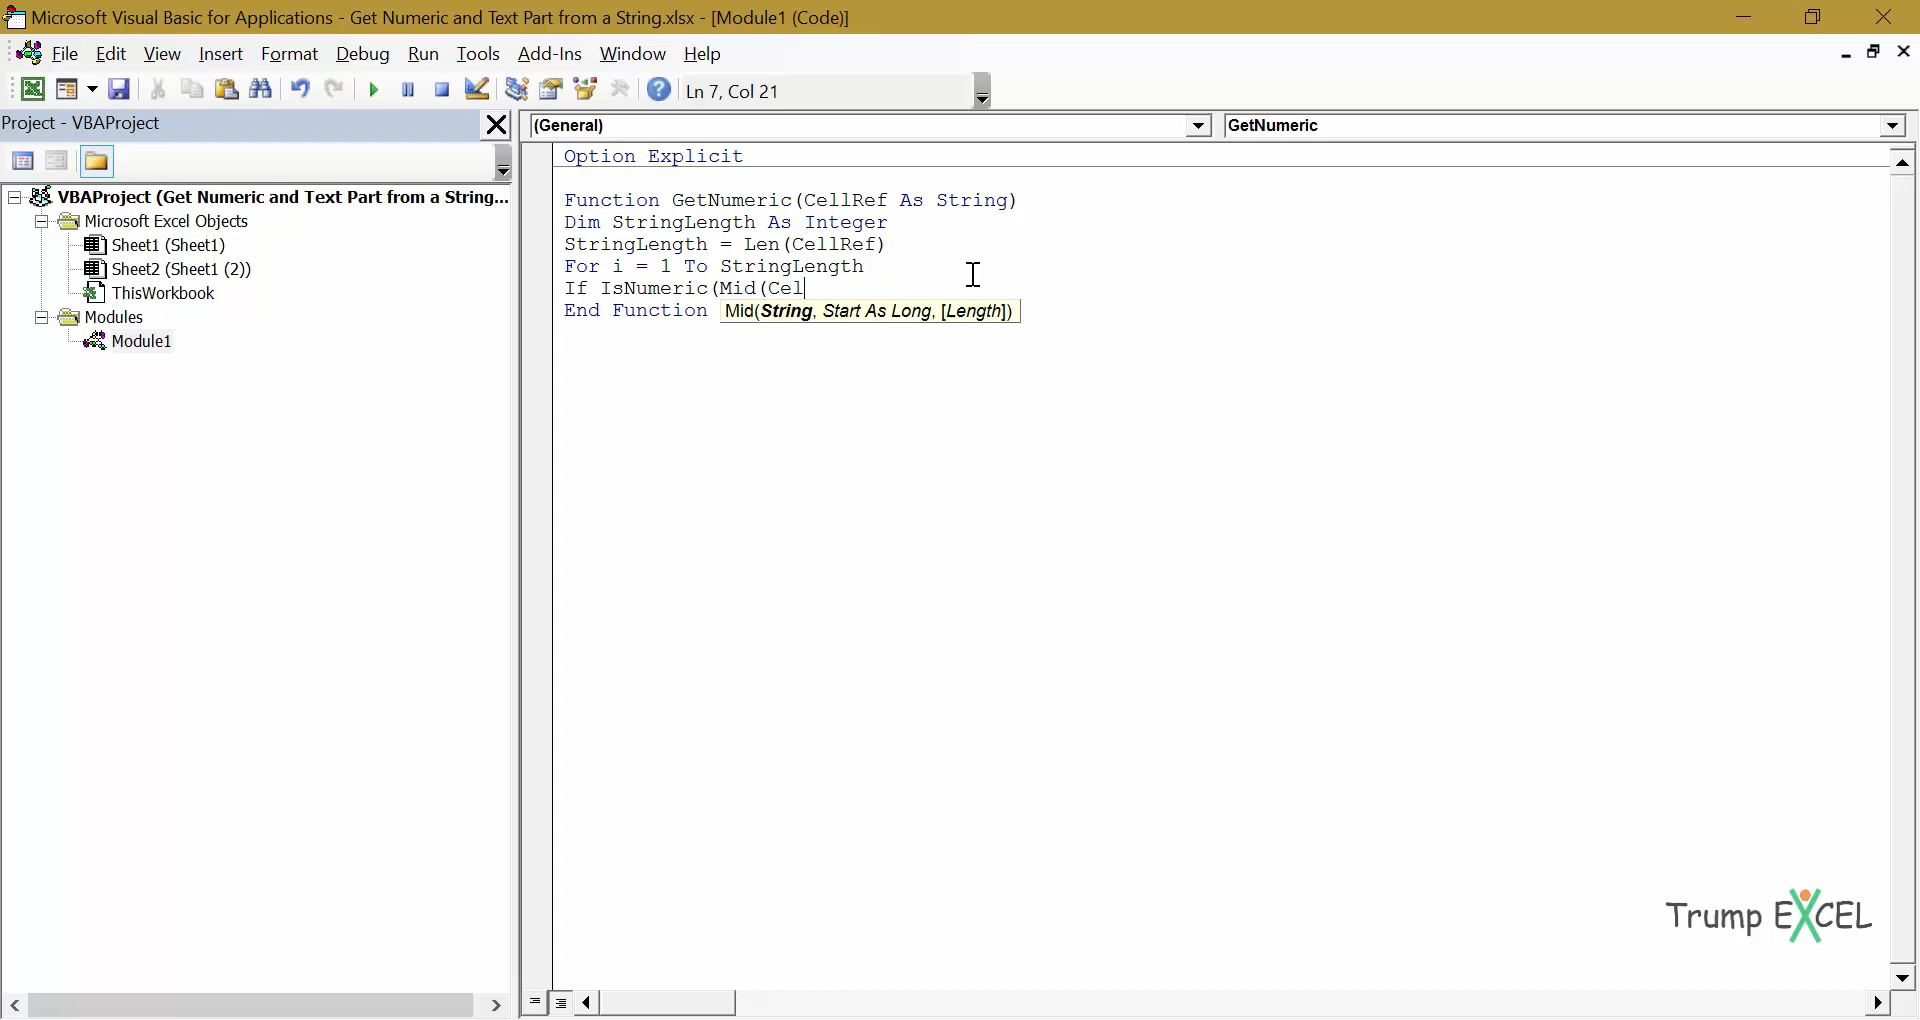 Microsoft Visual Basic for Applications - Get Numeric and Text Part from a String.xlsx - [Module1 (Code)]
File Edit View Insert Format Debug Run Tools Add-Ins Window Help
Ln 7, Col 21
Project - VBAProject
(General)
GetNumeric
VBAProject (Get Numeric and Text Part from a String...
Microsoft Excel Objects
Sheet1 (Sheet1)
Sheet2 (Sheet1 (2))
ThisWorkbook
Modules
Module1
Option Explicit
Function GetNumeric(CellRef As String)
Dim StringLength As Integer
StringLength = Len(CellRef)
For i = 1 To StringLength
If IsNumeric(Mid(Cel
End Function
Mid(String, Start As Long, [Length])
Trump EXCEL